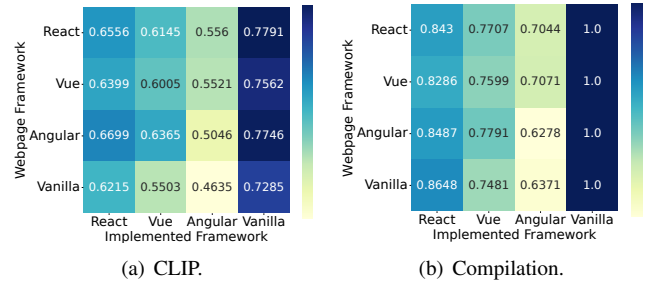 Webpage Framework
React
0.6556 0.6145 0.556 0.7791
Vue
0.6399 0.6005 0.5521 0.7562
Angular
0.6699 0.6365 0.5046 0.7746
Vanilla
0.6215 0.5503 0.4635 0.7285
React Vue Angular Vanilla
Implemented Framework
(a) CLIP.
Webpage Framework
React
0.843 0.7707 0.7044 1.0
Vue
0.8286 0.7599 0.7071 1.0
Angular
0.8487 0.7791 0.6278 1.0
Vanilla
0.8648 0.7481 0.6371 1.0
React Vue Angular Vanilla
Implemented Framework
(b) Compilation.